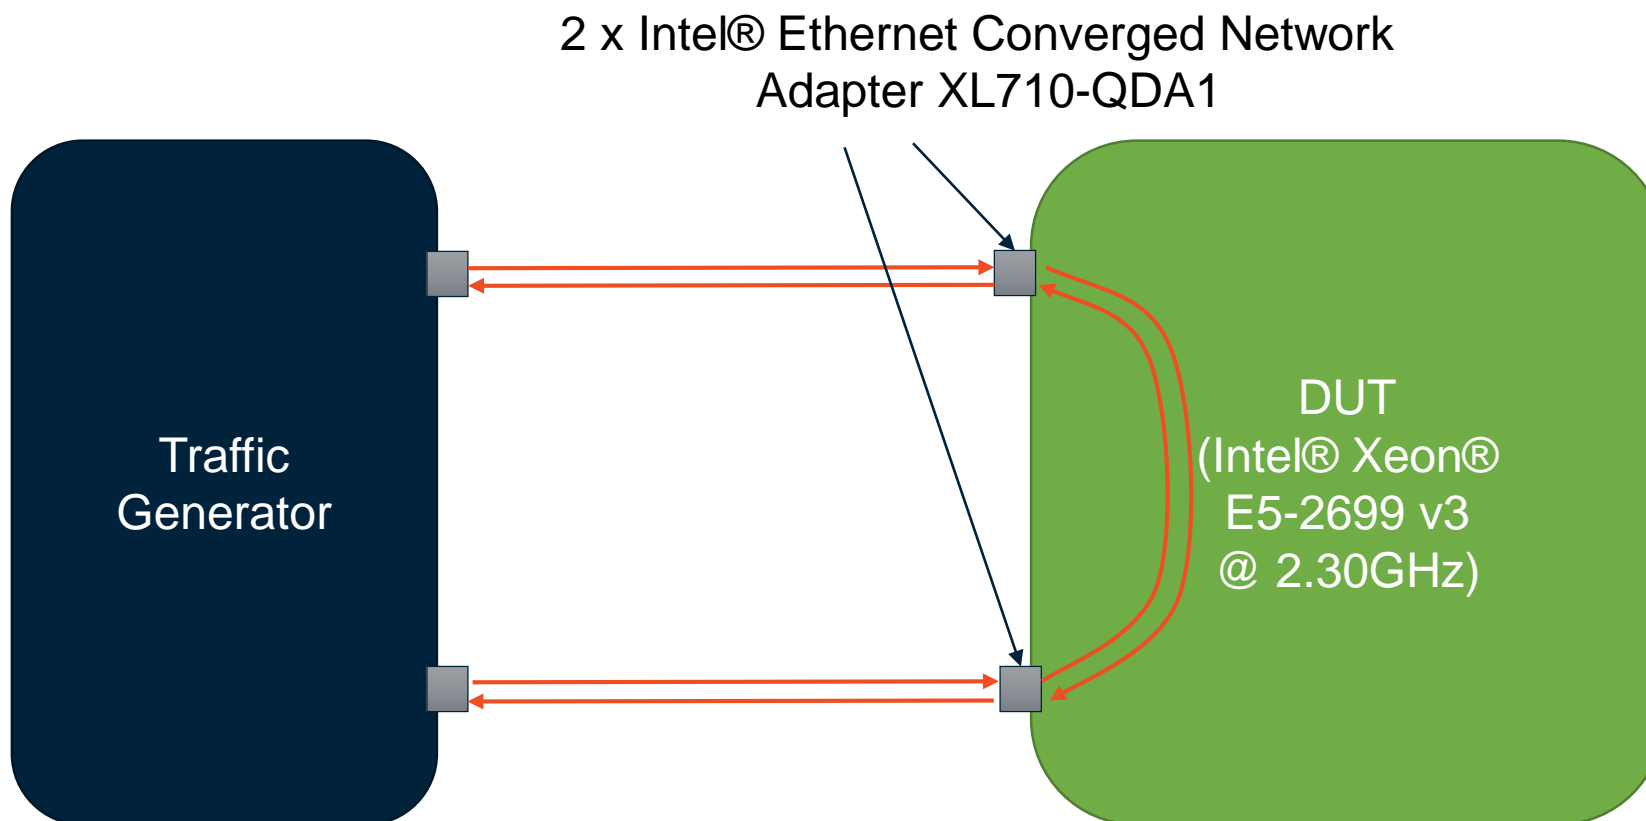 2 x Intel® Ethernet Converged Network
Adapter XL710-QDA1
Traffic
Generator
DUT
(Intel® Xeon®
E5-2699 v3
@ 2.30GHz)